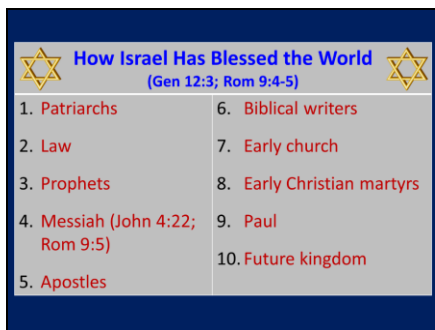 How Israel Has Blessed the World
(Gen 12:3; Rom 9:4-5)
1. Patriarchs
2. Law
3. Prophets
4. Messiah (John 4:22;
Rom 9:5)
5. Apostles
6. Biblical writers
7. Early church
8. Early Christian martyrs
9. Paul
10. Future kingdom